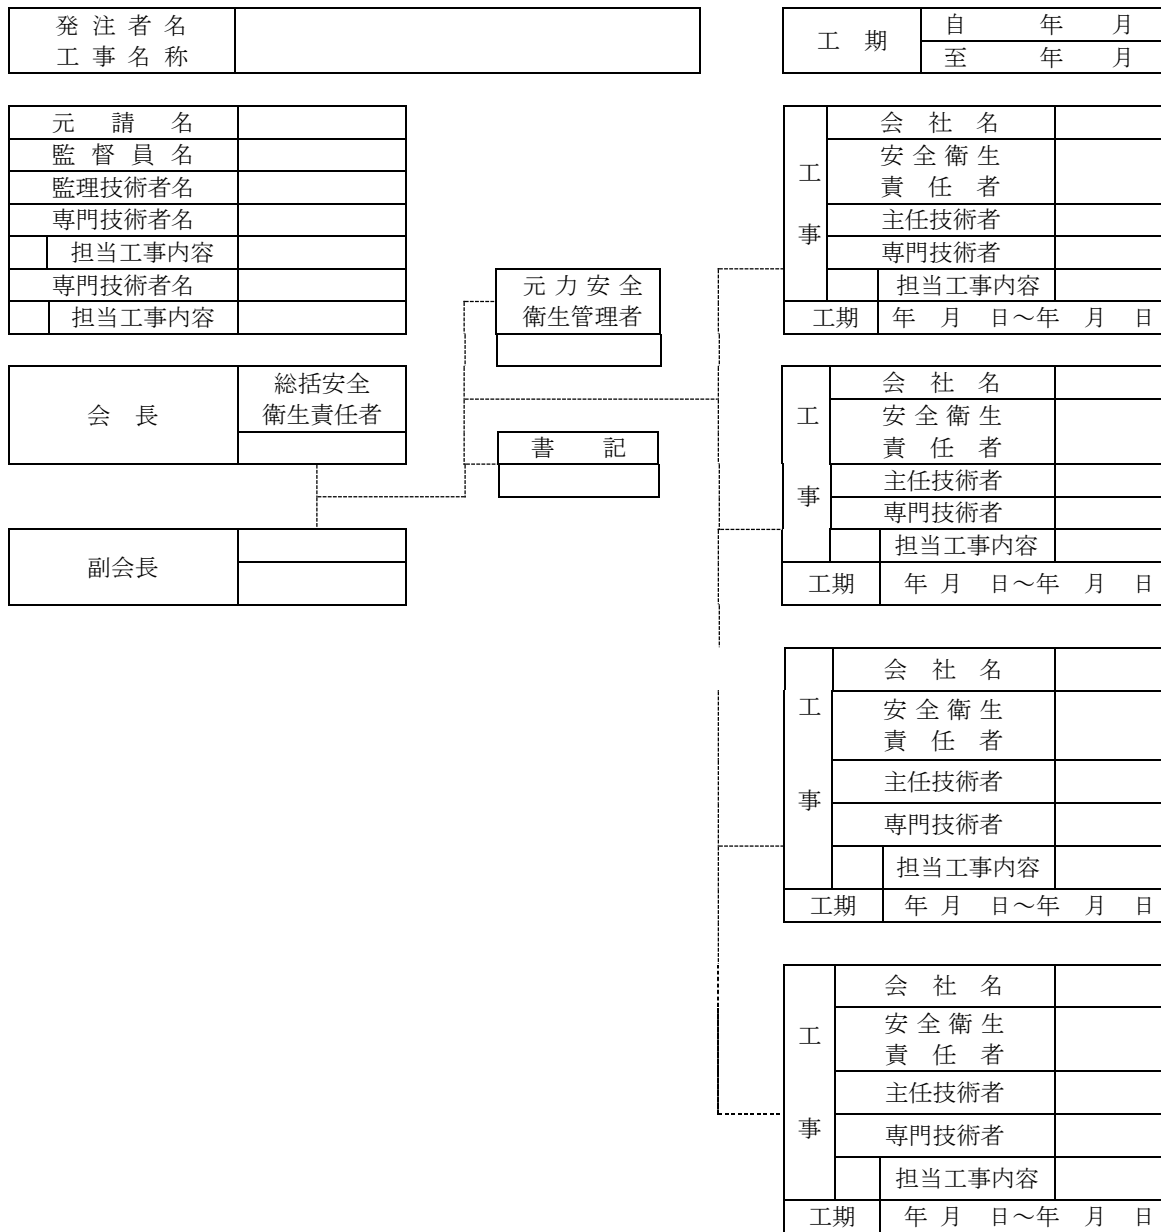 発注者名
工事名称
工期
自 年 月
至 年 月
元請名
監督員名
監理技術者名
専門技術者名
担当工事内容
専門技術者名
担当工事内容
会長
総括安全
衛生責任者
副会長
元力安全
衛生管理者
書記
工事
会社名
安全衛生
責任者
主任技術者
専門技術者
担当工事内容
工期 年 月 日～年 月 日
工事
会社名
安全衛生
責任者
主任技術者
専門技術者
担当工事内容
工期 年 月 日～年 月 日
工事
会社名
安全衛生
責任者
主任技術者
専門技術者
担当工事内容
工期 年 月 日～年 月 日
工事
会社名
安全衛生
責任者
主任技術者
専門技術者
担当工事内容
工期 年 月 日～年 月 日